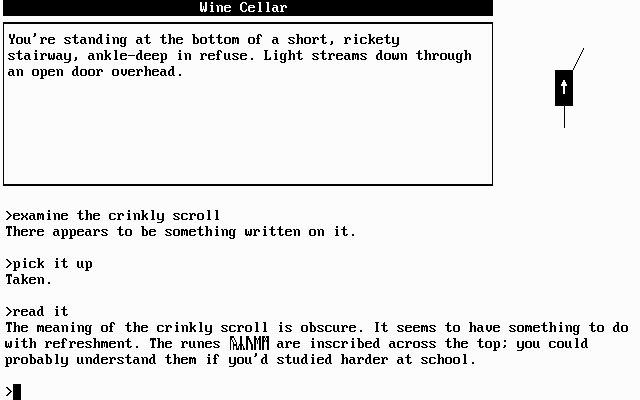 Wine Cellar
You're standing at the bottom of a short, rickety
stairway, ankle-deep in refuse. Light streams down through
an open door overhead.
>examine the crinkly scroll
There appears to be something written on it.
>pick it up
Taken.
>read it
The meaning of the crinkly scroll is obscure. It seems to have something to do
with refreshment. The runes are inscribed across the top; you could
probably understand them if you'd studied harder at school.
>